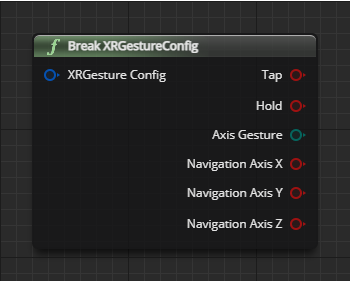 f Break XRGestureConfig
XRGesture Config
Tap
Hold
Axis Gesture
Navigation Axis X
Navigation Axis Y
Navigation Axis Z